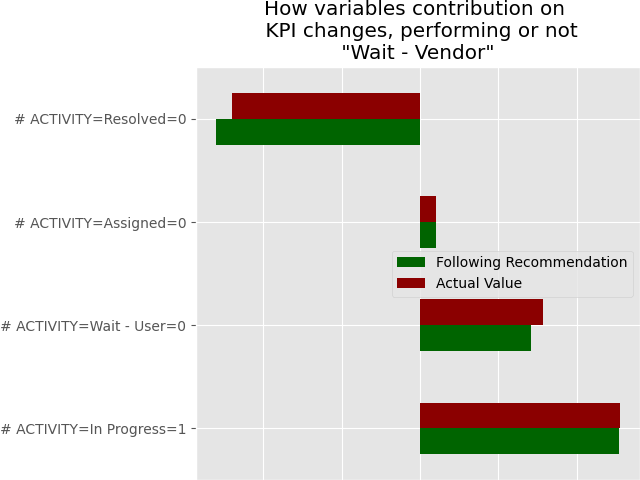 How variables contribution on
KPI changes, performing or not
"Wait - Vendor"
# ACTIVITY=Resolved=0
# ACTIVITY=Assigned=0
Following Recommendation
Actual Value
# ACTIVITY=Wait - User=0
# ACTIVITY=In Progress=1